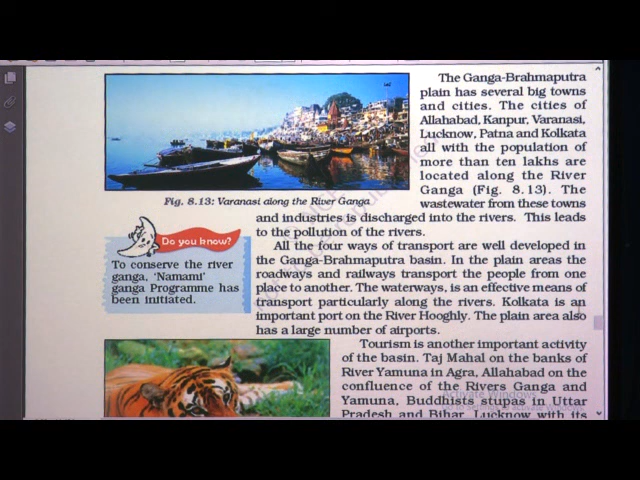 The Ganga-Brahmaputra
plain has several big towns
and cities. The cities of
Allahabad, Kanpur, Varanasi,
Lucknow, Patna and Kolkata
all with the population of
more than ten lakhs are
located along the River
Ganga (Fig. 8.13). The
wastewater from these towns
Fig. 8.13: Varanasi along the River Ganga
and industries is discharged into the rivers. This leads
to the pollution of the rivers.
Do you know?
To conserve the river
ganga, 'Namami'
ganga Programme has
been initiated.
All the four ways of transport are well developed in
the Ganga-Brahmaputra basin. In the plain areas the
roadways and railways transport the people from one
place to another. The waterways, is an effective means of
transport particularly along the rivers. Kolkata is an
important port on the River Hooghly. The plain area also
has a large number of airports.
Tourism is another important activity
of the basin. Taj Mahal on the banks of
River Yamuna in Agra, Allahabad on the
confluence of the Rivers Ganga and
Yamuna, Buddhists stupas in Uttar
Pradesh and Bihar, Lucknow with its
Activate Windows